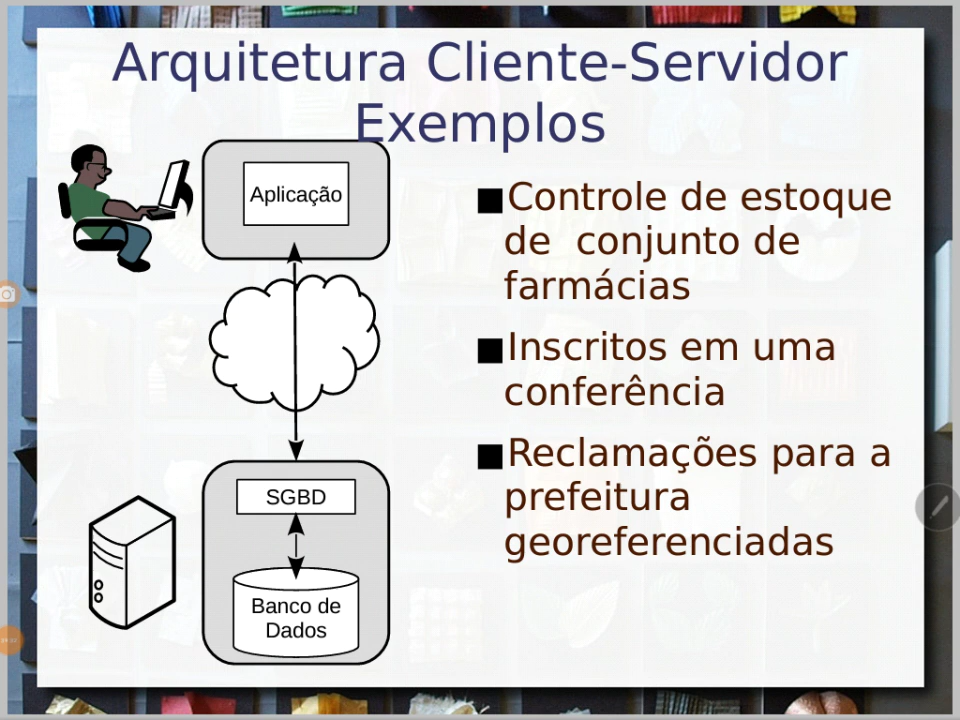 Arquitetura Cliente-Servidor
Exemplos
Aplicação
SGBD
Banco de
Dados
■Controle de estoque
de conjunto de
farmácias
■Inscritos em uma
conferência
■Reclamações para a
prefeitura
georeferenciadas